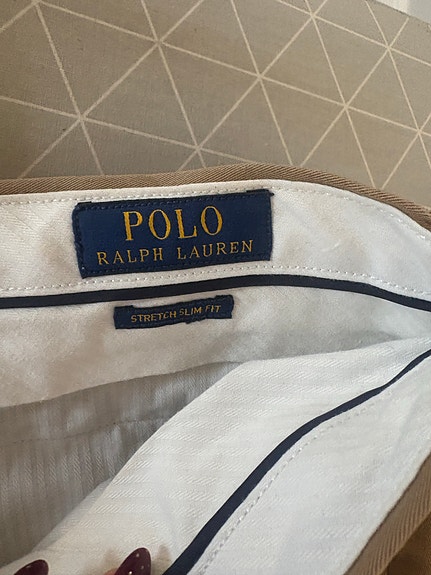 POLO
RALPH LAUREN
STRETCH SLIM FIT